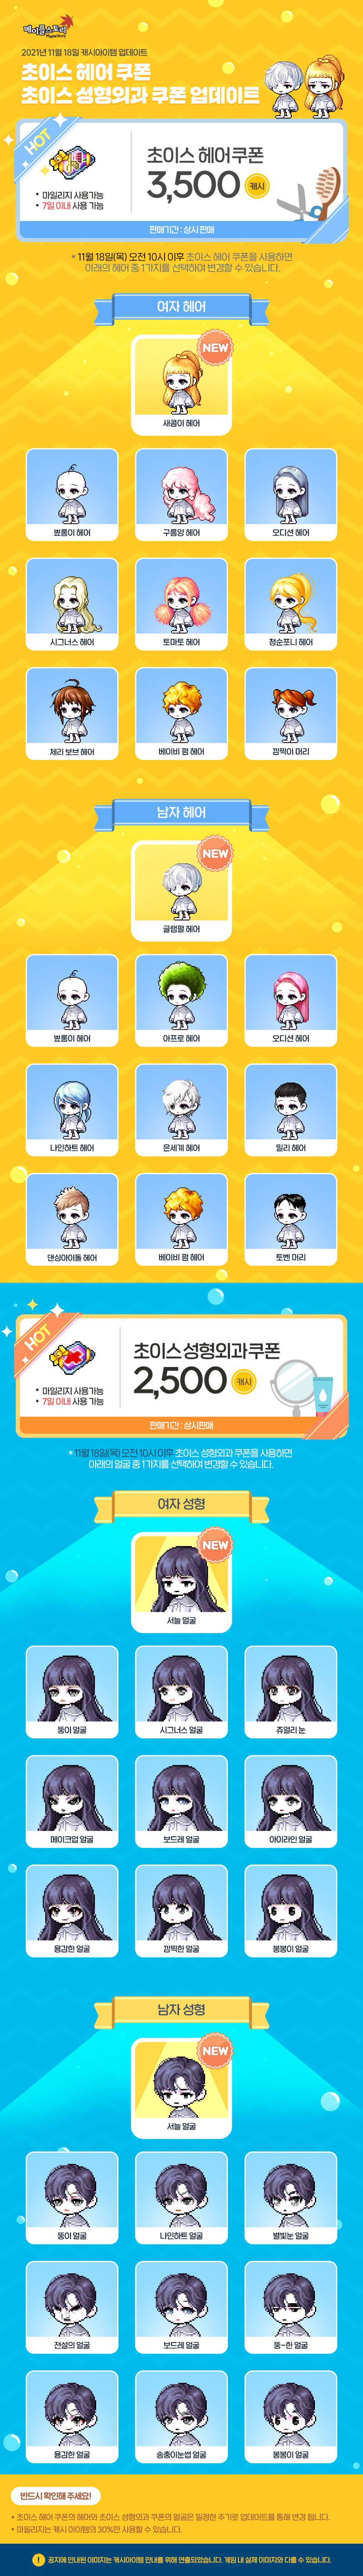 메이플스토리
MapleStory
2021년 11월 18일 캐시아이템 업데이트
초이스 헤어 쿠폰
초이스 성형외과 쿠폰 업데이트
HOT
• 마일리지 사용가능
• 7일 이내 사용 가능
초이스 헤어 쿠폰
3,500 캐시
판매기간 : 상시 판매
* 11월 18일(목) 오전 10시 이후 초이스 헤어 쿠폰을 사용하면
아래의 헤어 중 1가지를 선택하여 변경할 수 있습니다.
여자 헤어
NEW
새콤이 헤어
뾰롱이 헤어
구름양 헤어
오디션 헤어
시그너스 헤어
토마토 헤어
청순포니 헤어
체리 보브 헤어
베이비 펌 헤어
깜찍이 머리
남자 헤어
NEW
글램펄 헤어
뾰롱이 헤어
아프로 헤어
오디션 헤어
나인하트 헤어
은세계 헤어
밀리 헤어
댄싱아이돌 헤어
베이비 펌 헤어
토벤 머리
HOT
• 마일리지 사용가능
• 7일 이내 사용 가능
초이스 성형외과 쿠폰
2,500 캐시
판매기간 : 상시판매
* 11월 18일(목) 오전 10시 이후 초이스 성형외과 쿠폰을 사용하면
아래의 얼굴 중 1가지를 선택하여 변경할 수 있습니다.
여자 성형
NEW
서늘 얼굴
뚱이 얼굴
시그너스 얼굴
쥬얼리 눈
메이크업 얼굴
보드레 얼굴
아이라인 얼굴
용감한 얼굴
깜찍한 얼굴
봉봉이 얼굴
남자 성형
NEW
서늘 얼굴
뚱이 얼굴
나인하트 얼굴
별빛눈 얼굴
전설의 얼굴
보드레 얼굴
뚱-한 얼굴
용감한 얼굴
송충이눈썹 얼굴
봉봉이 얼굴
반드시 확인해 주세요!
• 초이스 헤어 쿠폰의 헤어와 초이스 성형외과 쿠폰의 얼굴은 일정한 주기로 업데이트를 통해 변경 됩니다.
• 마일리지는 캐시 아이템의 30%만 사용할 수 있습니다.
! 공지에 안내된 이미지는 캐시아이템 안내를 위해 연출되었습니다. 게임 내 실제 이미지와 다를 수 있습니다.